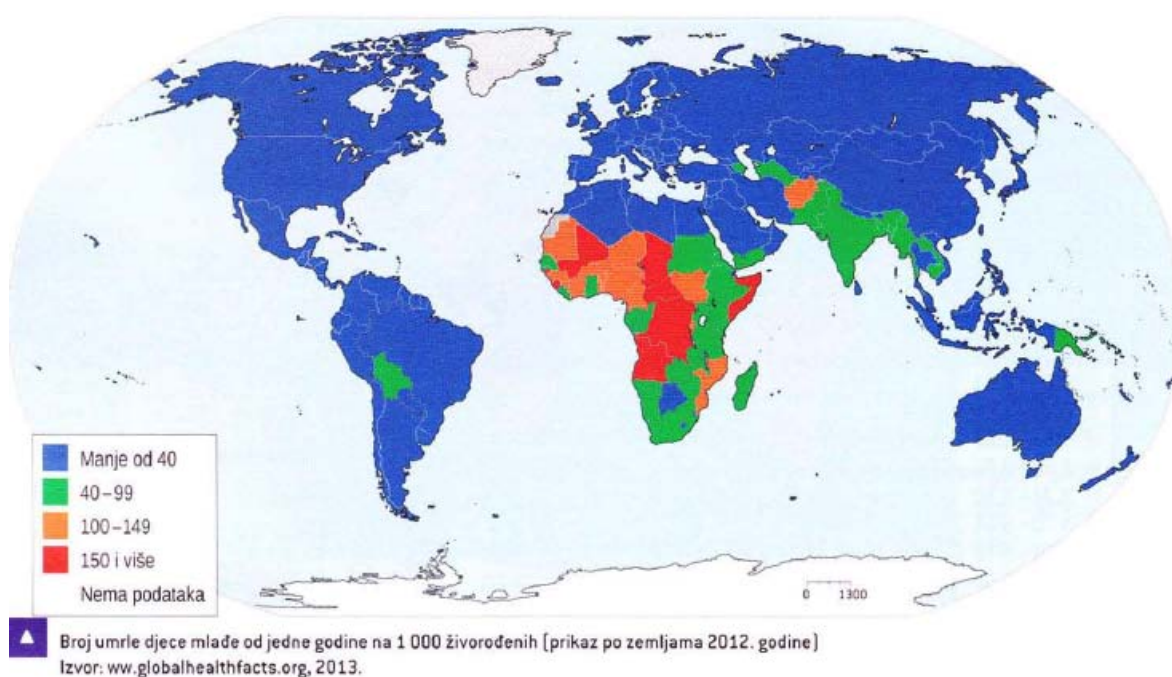 Manje od 40
40–99
100–149
150 i više
Nema podataka
0 1300
Broj umrle djece mlađe od jedne godine na 1 000 živorođenih [prikaz po zemljama 2012. godine]
Izvor: ww.globalhealthfacts.org, 2013.